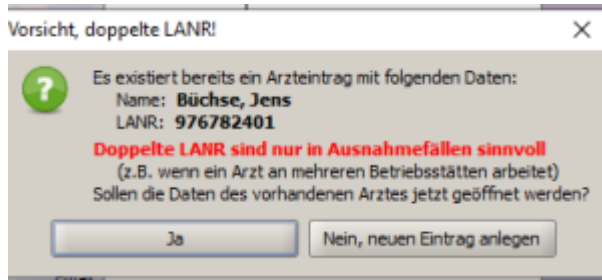 Vorsicht, doppelte LANR!
Es existiert bereits ein Arzteintrag mit folgenden Daten:
Name: Büchse, Jens
LANR: 976782401
Doppelte LANR sind nur in Ausnahmefällen sinnvoll
(z.B. wenn ein Arzt an mehreren Betriebsstätten arbeitet)
Sollen die Daten des vorhandenen Arztes jetzt geöffnet werden?
Ja
Nein, neuen Eintrag anlegen